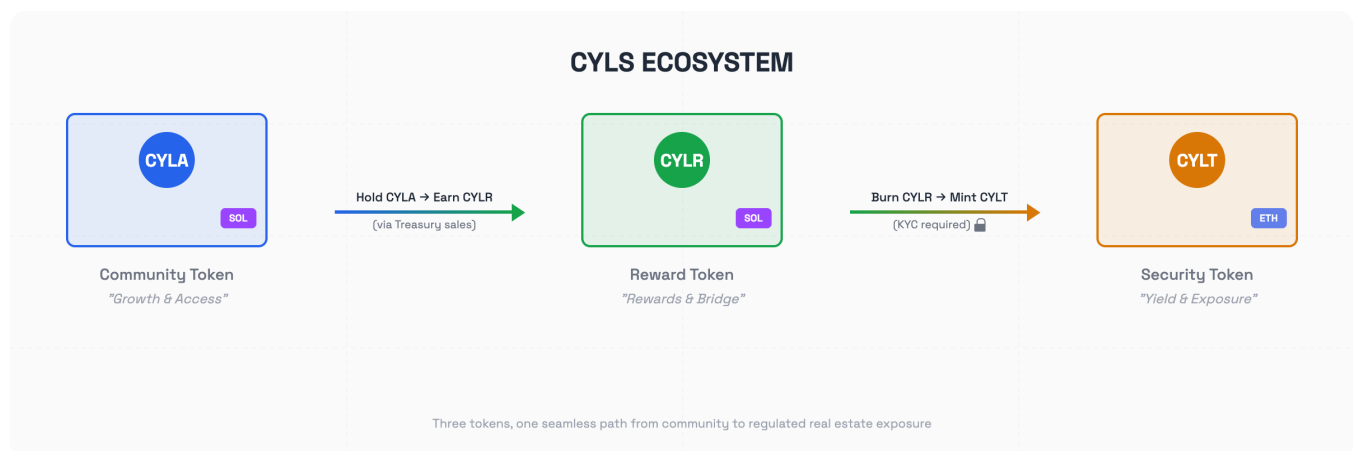 CYLS ECOSYSTEM
CYLA
SOL
Community Token
"Growth & Access"
Hold CYLA → Earn CYLR
(via Treasury sales)
CYLR
SOL
Reward Token
"Rewards & Bridge"
Burn CYLR → Mint CYLT
(KYC required)
CYLT
ETH
Security Token
"Yield & Exposure"
Three tokens, one seamless path from community to regulated real estate exposure